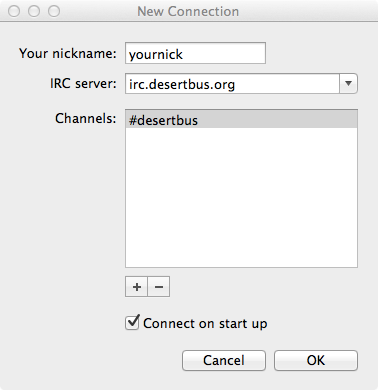 New Connection
Your nickname: yournick
IRC server: irc.desertbus.org
Channels: #desertbus
+ −
Connect on start up
Cancel OK